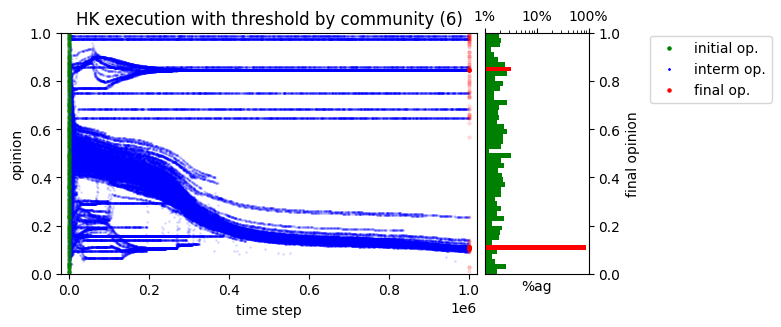 HK execution with threshold by community (6)
1% 10% 100%
initial op.
interm op.
final op.
1.0
0.8
0.6
0.4
0.2
0.0
opinion
0.0 0.2 0.4 0.6 0.8 1.0
1e6
time step
%ag
1.0
0.8
0.6
0.4
0.2
0.0
final opinion